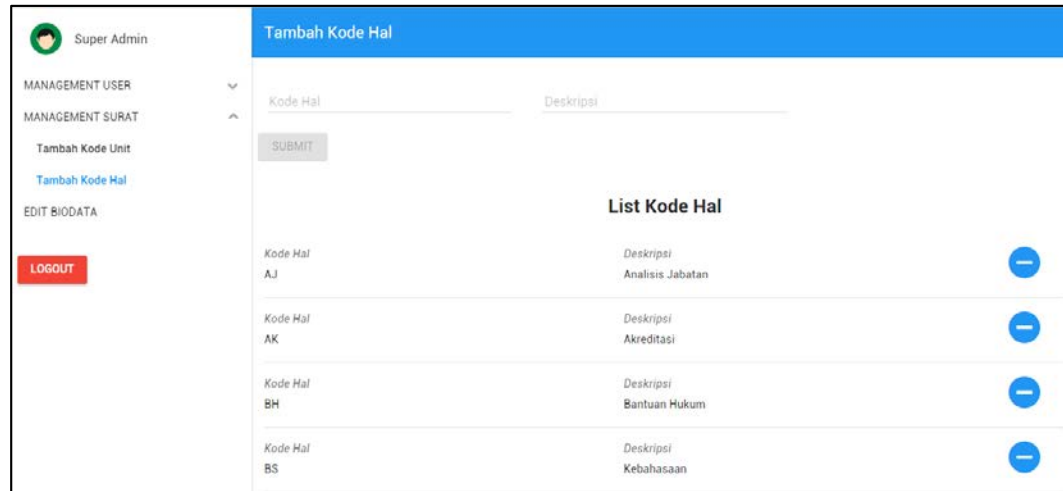 Super Admin
MANAGEMENT USER
MANAGEMENT SURAT
Tambah Kode Unit
Tambah Kode Hal
EDIT BIODATA
LOGOUT
Tambah Kode Hal
Kode Hal Deskripsi
SUBMIT
List Kode Hal
Kode Hal Deskripsi
AJ Analisis Jabatan
Kode Hal Deskripsi
AK Akreditasi
Kode Hal Deskripsi
BH Bantuan Hukum
Kode Hal Deskripsi
BS Kebahasaan